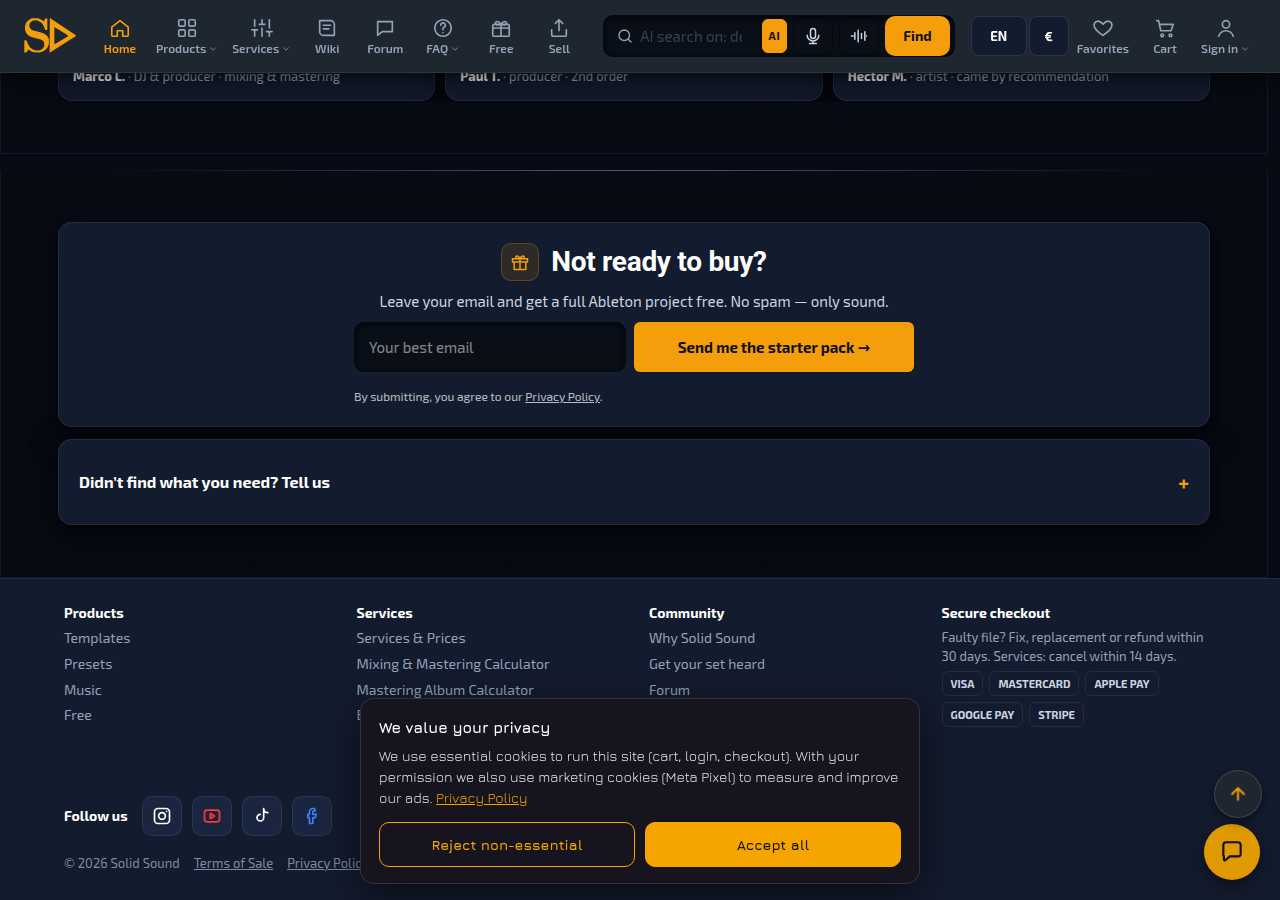 SD
Home
Products
Services
Wiki
Forum
FAQ
Free
Sell
AI search on:
AI
Find
EN
€
Favorites
Cart
Sign in
Marco L. · DJ & producer · mixing & mastering
Paul T. · producer · 2nd order
Hector M. · artist · came by recommendation
Not ready to buy?
Leave your email and get a full Ableton project free. No spam — only sound.
Your best email
Send me the starter pack →
By submitting, you agree to our Privacy Policy.
Didn't find what you need? Tell us
+
Products
Templates
Presets
Music
Free
Services
Services & Prices
Mixing & Mastering Calculator
Mastering Album Calculator
Community
Why Solid Sound
Get your set heard
Forum
Secure checkout
Faulty file? Fix, replacement or refund within
30 days. Services: cancel within 14 days.
VISA
MASTERCARD
APPLE PAY
GOOGLE PAY
STRIPE
We value your privacy
We use essential cookies to run this site (cart, login, checkout). With your
permission we also use marketing cookies (Meta Pixel) to measure and improve
our ads. Privacy Policy
Reject non-essential
Accept all
Follow us
© 2026 Solid Sound
Terms of Sale
Privacy Polic